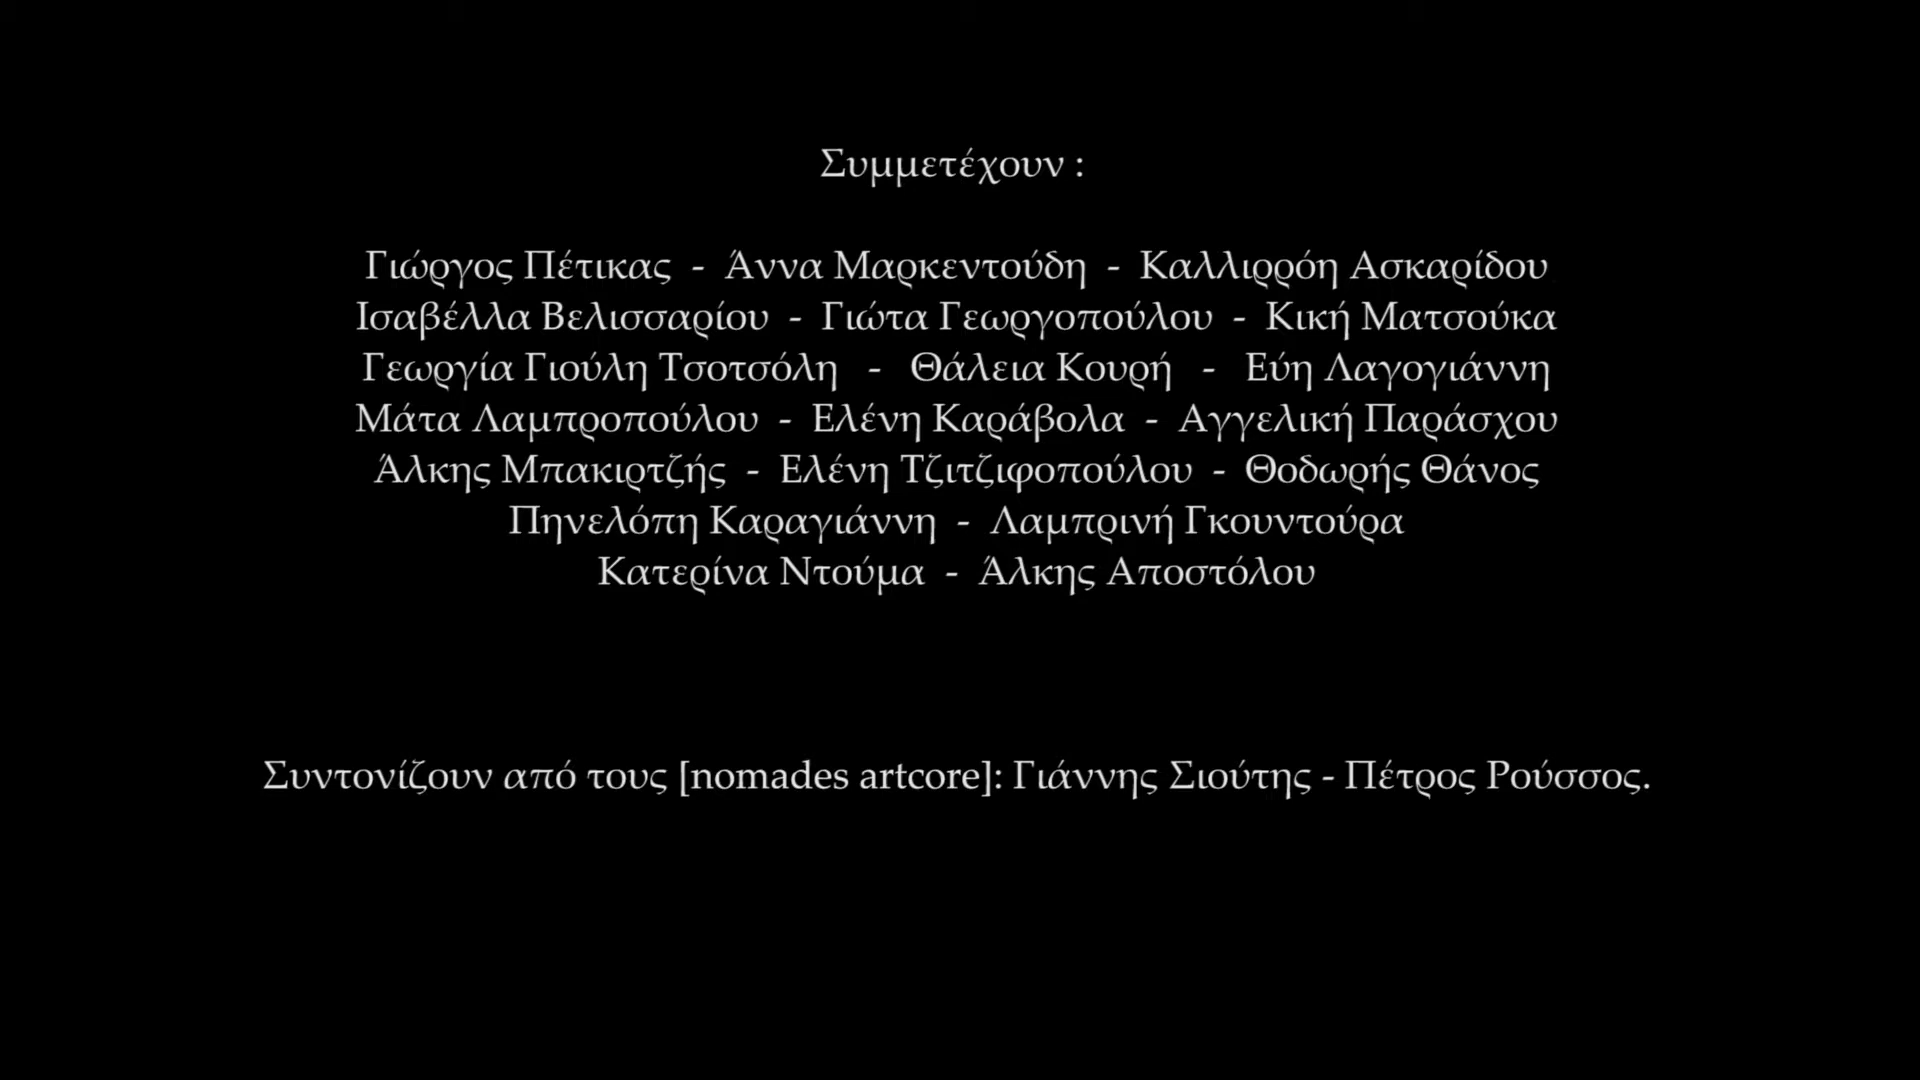 Συμμετέχουν :
Γιώργος Πέτικας - Άννα Μαρκεντούδη - Καλλιρρόη Ασκαρίδου
Ισαβέλλα Βελισσαρίου - Γιώτα Γεωργοπούλου - Κική Ματσούκα
Γεωργία Γιούλη Τσοτσόλη - Θάλεια Κουρή - Εύη Λαγογιάννη
Μάτα Λαμπροπούλου - Ελένη Καράβολα - Αγγελική Παράσχου
Άλκης Μπακιρτζής - Ελένη Τζιτζιφοπούλου - Θοδωρής Θάνος
Πηνελόπη Καραγιάννη - Λαμπρινή Γκουντούρα
Κατερίνα Ντούμα - Άλκης Αποστόλου
Συντονίζουν από τους [nomades artcore]: Γιάννης Σιούτης - Πέτρος Ρούσσος.